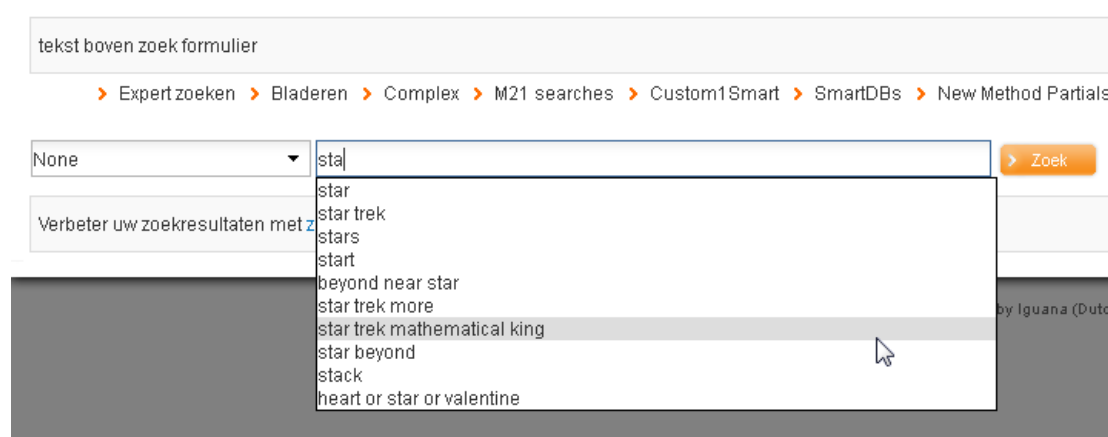 tekst boven zoek formulier
Expert zoeken Bladeren Complex M21 searches Custom1Smart SmartDBs New Method Partials
None sta Zoek
star
star trek
Verbeter uw zoekresultaten met z
stars
start
beyond near star
star trek more
by Iguana (Dutc
star trek mathematical king
star beyond
stack
heart or star or valentine